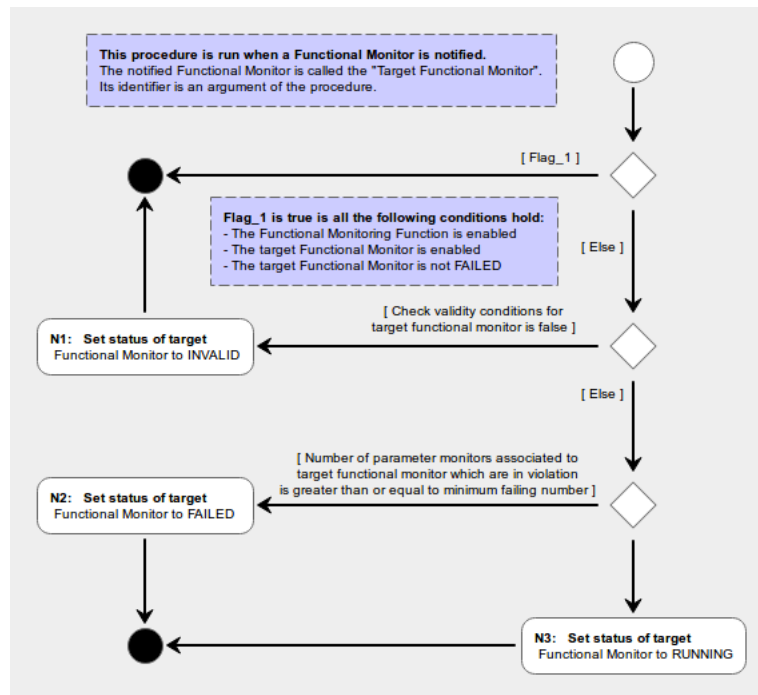 This procedure is run when a Functional Monitor is notified.
The notified Functional Monitor is called the "Target Functional Monitor".
Its identifier is an argument of the procedure.
[ Flag_1 ]
Flag_1 is true is all the following conditions hold:
- The Functional Monitoring Function is enabled
- The target Functional Monitor is enabled
- The target Functional Monitor is not FAILED
[ Else ]
[ Check validity conditions for
target functional monitor is false ]
N1: Set status of target
Functional Monitor to INVALID
[ Else ]
[ Number of parameter monitors associated to
target functional monitor which are in violation
is greater than or equal to minimum failing number ]
N2: Set status of target
Functional Monitor to FAILED
N3: Set status of target
Functional Monitor to RUNNING